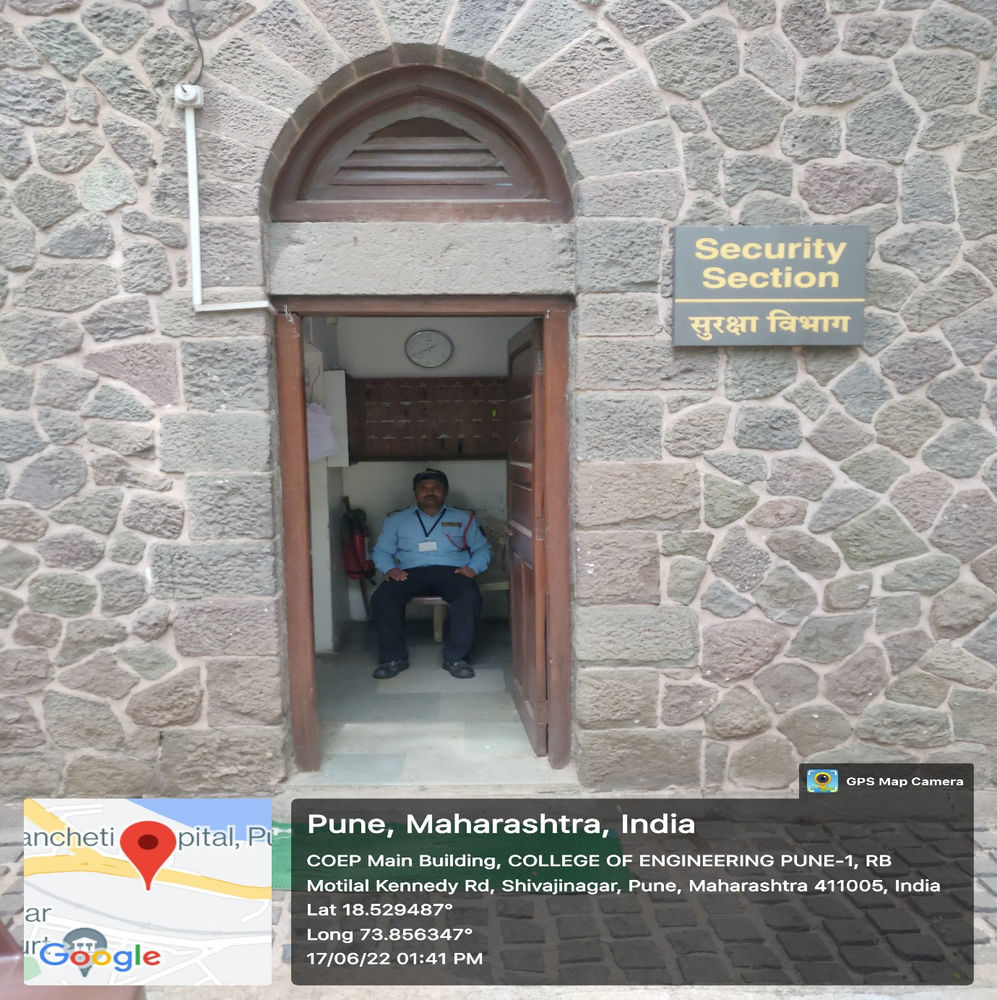 Security
Section
सुरक्षा विभाग
GPS Map Camera
Pune, Maharashtra, India
COEP Main Building, COLLEGE OF ENGINEERING PUNE-1, RB
Motilal Kennedy Rd, Shivajinagar, Pune, Maharashtra 411005, India
Lat 18.529487°
Long 73.856347°
17/06/22 01:41 PM
ancheti pital, Pu
ar
urt
Google